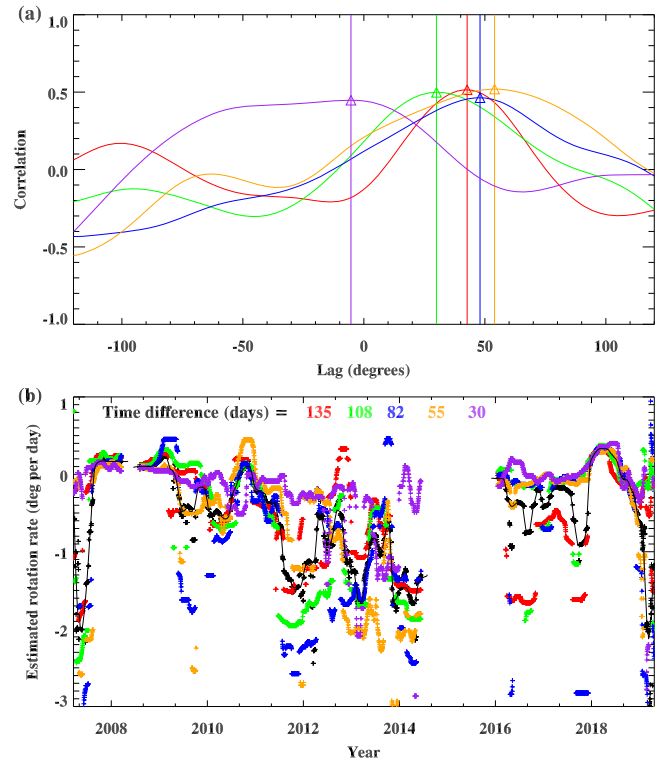 (a)
1.0
0.5
0.0
-0.5
-1.0
Correlation
-100 -50 0 50 100
Lag (degrees)
(b)
Time difference (days) = 135 108 82 55 30
1
0
-1
-2
-3
Estimated rotation rate (deg per day)
2008 2010 2012 2014 2016 2018
Year